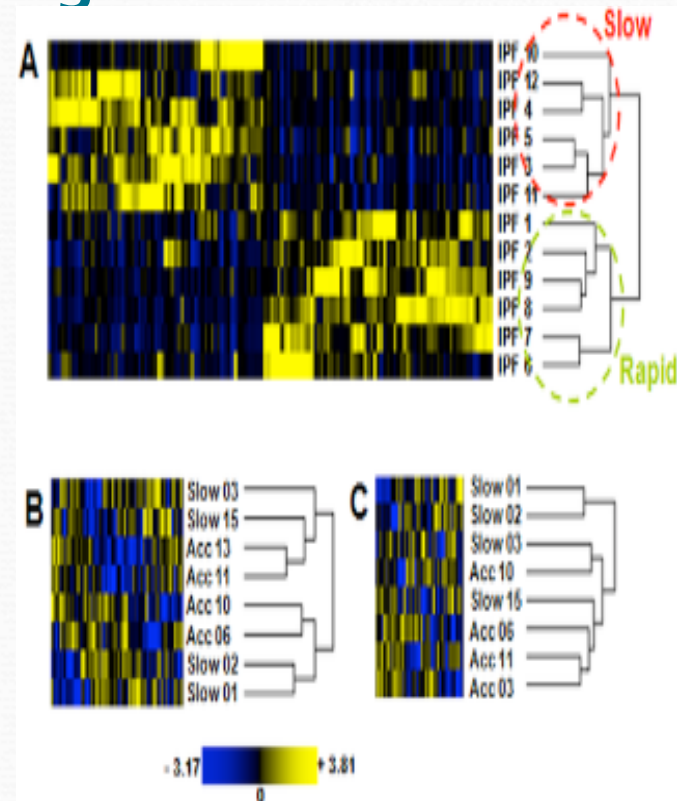 Slow
A
IPF 10
IPF 12
IPF 4
IPF 5
IPF 3
IPF 11
IPF 1
IPF 2
IPF 9
IPF 8
IPF 7
IPF 6
Rapid
B
Slow 03
Slow 15
Acc 13
Acc 11
Acc 10
Acc 06
Slow 02
Slow 01
C
Slow 01
Slow 02
Slow 03
Acc 10
Slow 15
Acc 06
Acc 11
Acc 03
- 3.17
+ 3.81
0